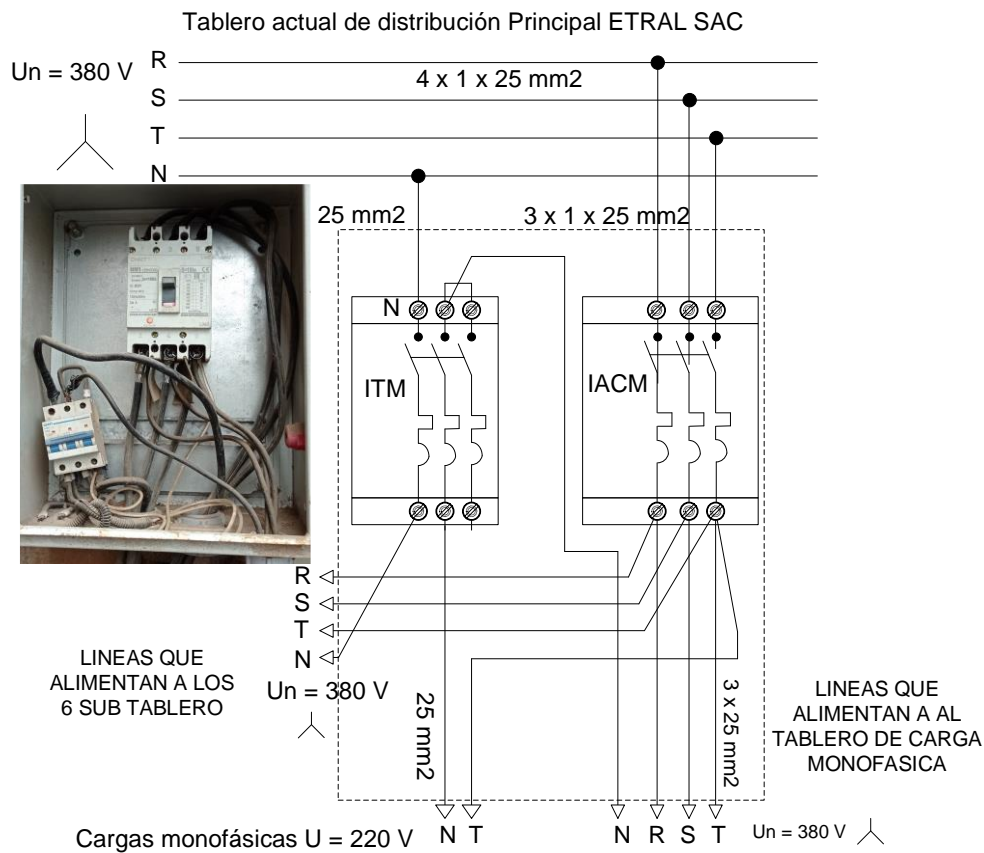 Tablero actual de distribución Principal ETRAL SAC
Un = 380 V
R
4 x 1 x 25 mm2
S
T
N
25 mm2
3 x 1 x 25 mm2
N
ITM
IACM
R
S
T
N
LINEAS QUE
ALIMENTAN A LOS
6 SUB TABLERO
Un = 380 V
25 mm2
3 x 25 mm2
LINEAS QUE
ALIMENTAN A AL
TABLERO DE CARGA
MONOFASICA
Cargas monofásicas U = 220 V
N T
N R S T
Un = 380 V